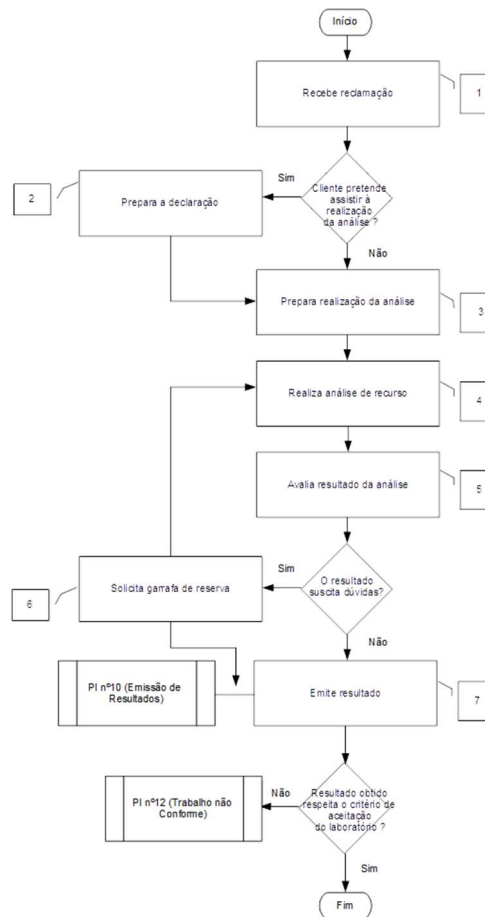 Início
Recebe reclamação
1
Sim
Cliente pretende
assistir à
realização
da análise ?
2
Prepara a declaração
Não
Prepara realização da análise
3
Realiza análise de recurso
4
Avalia resultado da análise
5
Sim
O resultado
suscita dúvidas?
Solicita garrafa de reserva
6
Não
PI nº10 (Emissão de
Resultados)
Emite resultado
7
Não
Resultado obtido
respeita o critério de
aceitação
do laboratório ?
PI nº12 (Trabalho não
Conforme)
Sim
Fim